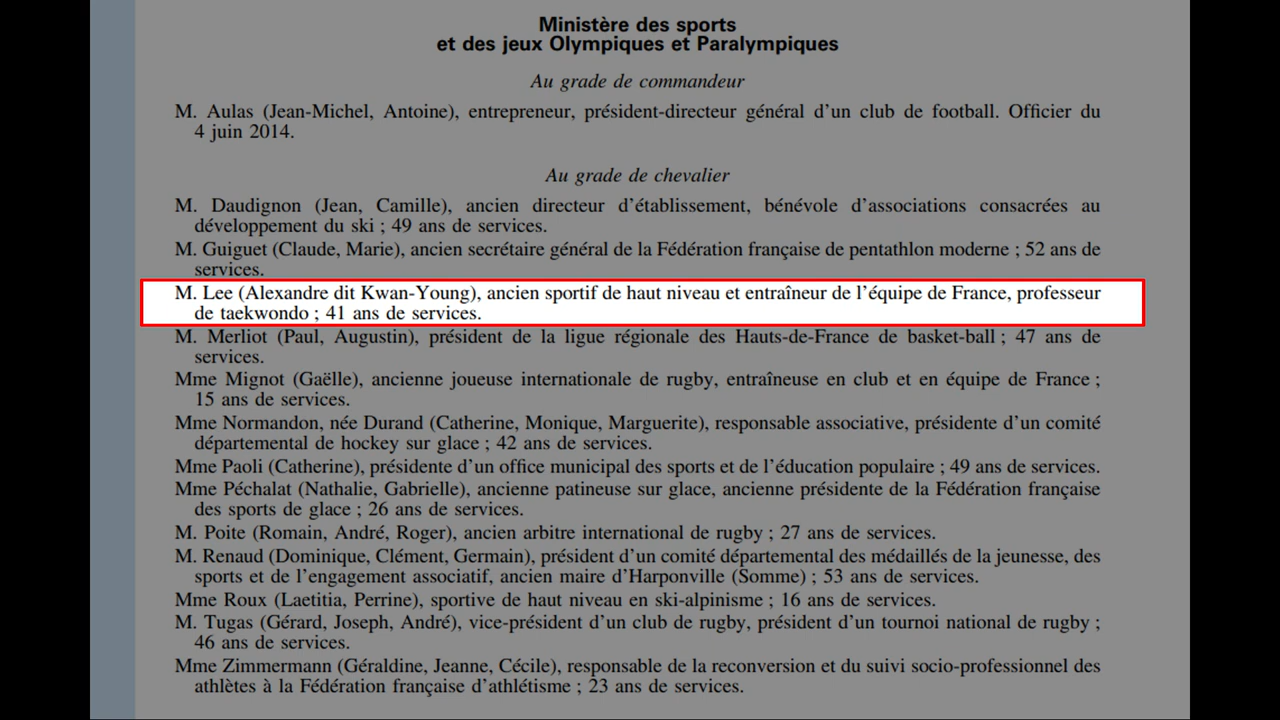 Ministère des sports
et des jeux Olympiques et Paralympiques
Au grade de commandeur
M. Aulas (Jean-Michel, Antoine), entrepreneur, président-directeur général d’un club de football. Officier du
4 juin 2014.
Au grade de chevalier
M. Daudignon (Jean, Camille), ancien directeur d’établissement, bénévole d’associations consacrées au
développement du ski ; 49 ans de services.
M. Guiguet (Claude, Marie), ancien secrétaire général de la Fédération française de pentathlon moderne ; 52 ans de
services.
M. Lee (Alexandre dit Kwan-Young), ancien sportif de haut niveau et entraîneur de l’équipe de France, professeur
de taekwondo ; 41 ans de services.
M. Merliot (Paul, Augustin), président de la ligue régionale des Hauts-de-France de basket-ball ; 47 ans de
services.
Mme Mignot (Gaëlle), ancienne joueuse internationale de rugby, entraîneuse en club et en équipe de France ;
15 ans de services.
Mme Normandon, née Durand (Catherine, Monique, Marguerite), responsable associative, présidente d’un comité
départemental de hockey sur glace ; 42 ans de services.
Mme Paoli (Catherine), présidente d’un office municipal des sports et de l’éducation populaire ; 49 ans de services.
Mme Péchalat (Nathalie, Gabrielle), ancienne patineuse sur glace, ancienne présidente de la Fédération française
des sports de glace ; 26 ans de services.
M. Poite (Romain, André, Roger), ancien arbitre international de rugby ; 27 ans de services.
M. Renaud (Dominique, Clément, Germain), président d’un comité départemental des médaillés de la jeunesse, des
sports et de l’engagement associatif, ancien maire d’Harponville (Somme) ; 53 ans de services.
Mme Roux (Laetitia, Perrine), sportive de haut niveau en ski-alpinisme ; 16 ans de services.
M. Tugas (Gérard, Joseph, André), vice-président d’un club de rugby, président d’un tournoi national de rugby ;
46 ans de services.
Mme Zimmermann (Géraldine, Jeanne, Cécile), responsable de la reconversion et du suivi socio-professionnel des
athlètes à la Fédération française d’athlétisme ; 23 ans de services.